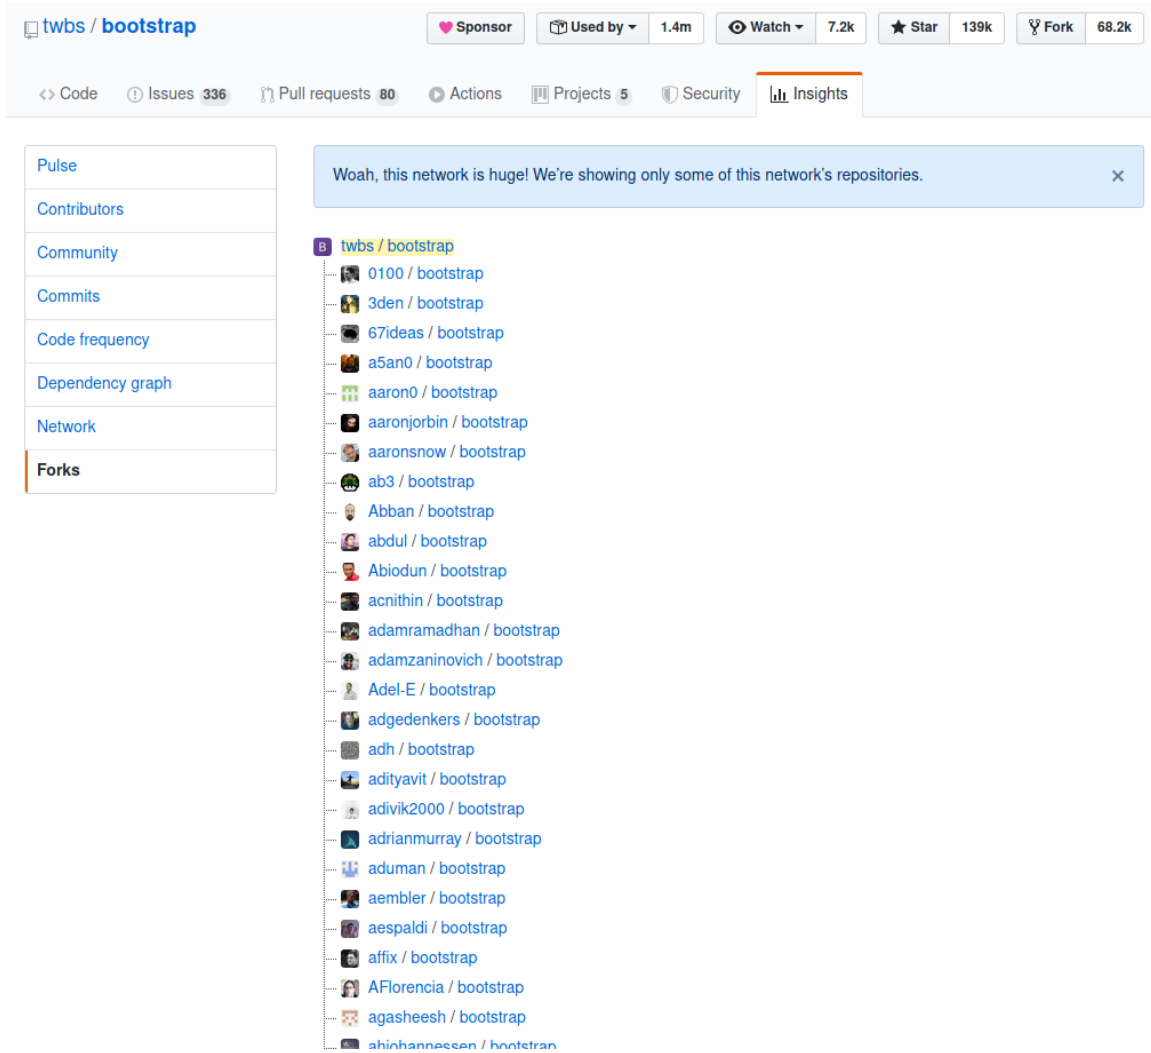 twbs / bootstrap
Sponsor Used by 1.4m Watch 7.2k Star 139k Fork 68.2k
Code Issues 336 Pull requests 80 Actions Projects 5 Security Insights
Pulse
Contributors
Community
Commits
Code frequency
Dependency graph
Network
Forks
Woah, this network is huge! We're showing only some of this network's repositories.
B twbs / bootstrap
0100 / bootstrap
3den / bootstrap
67ideas / bootstrap
a5an0 / bootstrap
aaron0 / bootstrap
aaronjorbin / bootstrap
aaronsnow / bootstrap
ab3 / bootstrap
Abban / bootstrap
abdul / bootstrap
Abiodun / bootstrap
acnithin / bootstrap
adamramadhan / bootstrap
adamzaninovich / bootstrap
Adel-E / bootstrap
adgedenkers / bootstrap
adh / bootstrap
adityavit / bootstrap
adivik2000 / bootstrap
adrianmurray / bootstrap
aduman / bootstrap
aembler / bootstrap
aespaldi / bootstrap
affix / bootstrap
AFlorencia / bootstrap
agasheesh / bootstrap
ahjohannessen / bootstrap